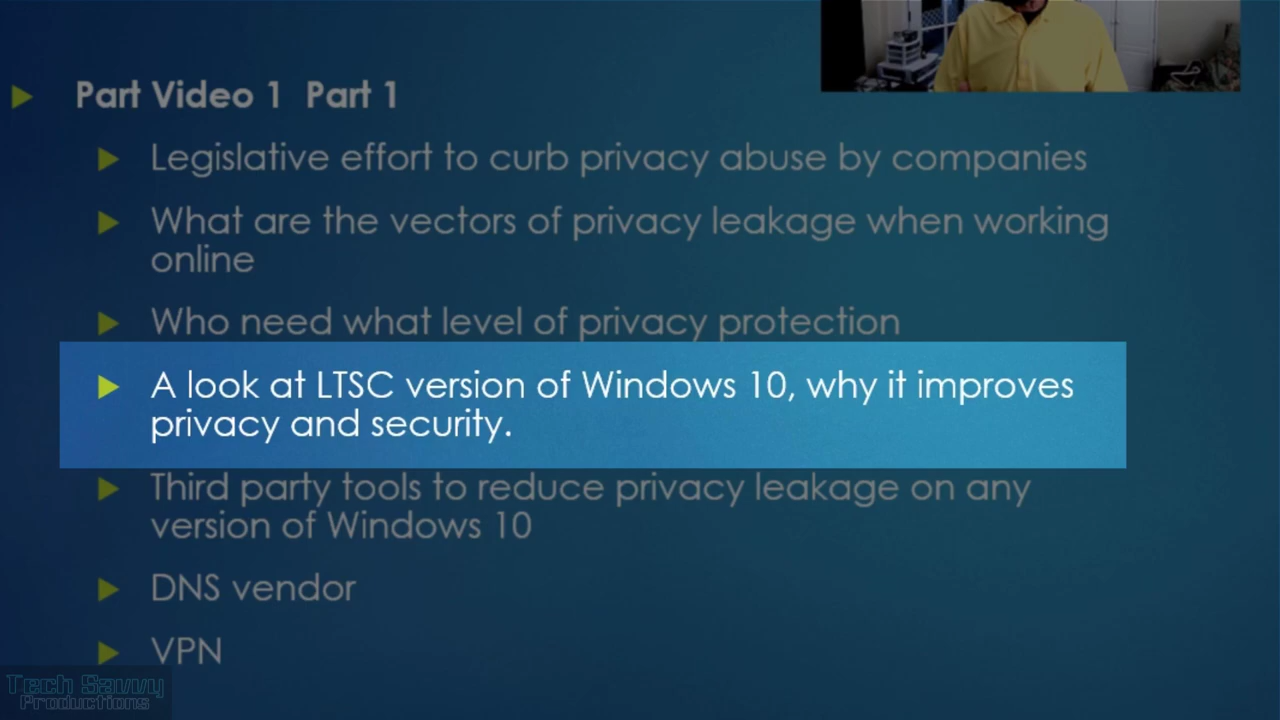 Part Video 1 Part 1
Legislative effort to curb privacy abuse by companies
What are the vectors of privacy leakage when working
online
Who need what level of privacy protection
A look at LTSC version of Windows 10, why it improves
privacy and security.
Third party tools to reduce privacy leakage on any
version of Windows 10
DNS vendor
VPN
Tech Savvy
Productions